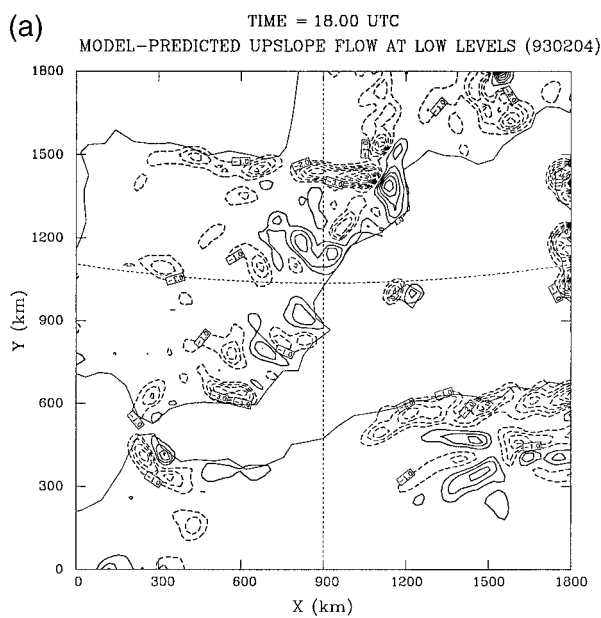 (a)
TIME = 18.00 UTC
MODEL-PREDICTED UPSLOPE FLOW AT LOW LEVELS (930204)
1800
1500
1200
900
600
300
0
Y (km)
0 300 600 900 1200 1500 1800
X (km)